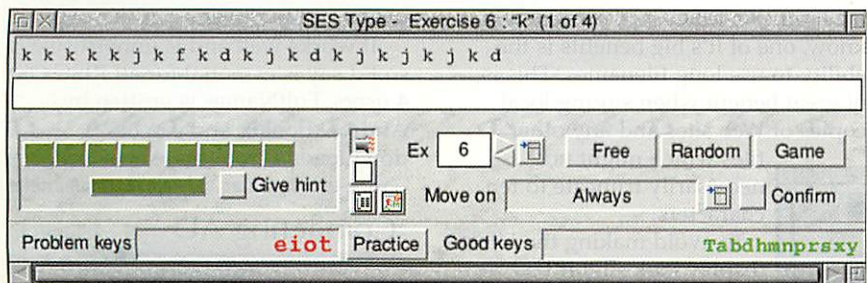 SES Type - Exercise 6 : "k" (1 of 4)
k k k k k j k f k d k j k d k j k j k j k d
Ex 6 Free Random Game
Give hint Move on Always Confirm
Problem keys eiot Practice Good keys Tabdhmnprsxy